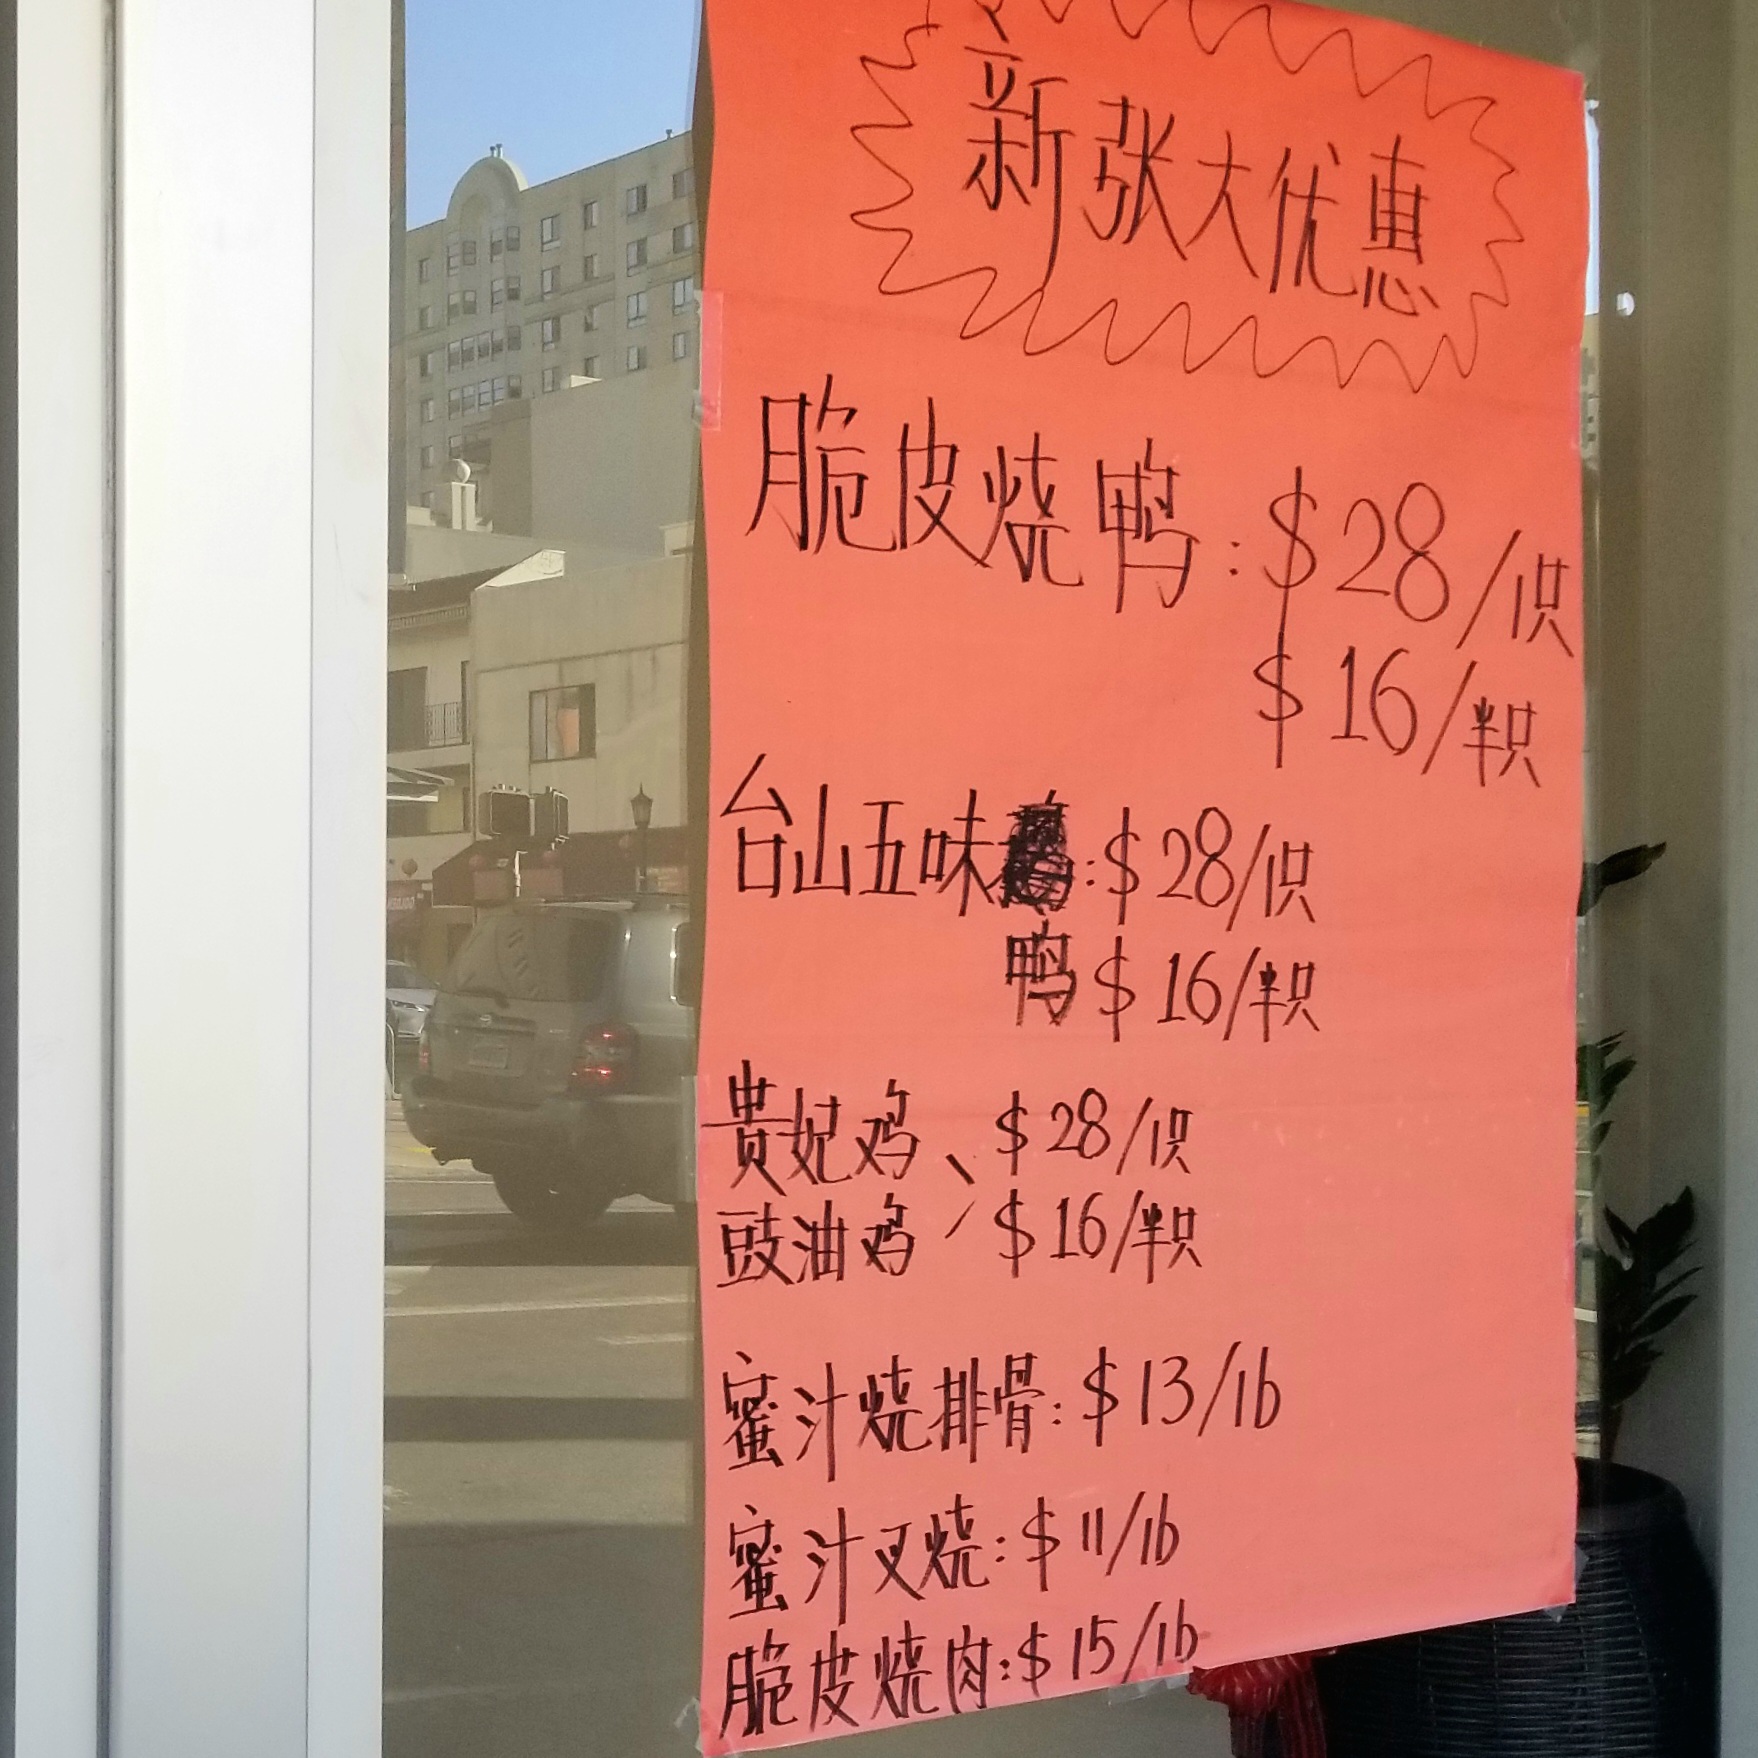 新张大优惠
脆皮烧鸭:$28/只
$16/半只
台山五味:$28/只
鸭 $16/半只
贵妃鸡、$28/只
豉油鸡 $16/半只
蜜汁烧排骨:$13/lb
蜜汁叉烧:$11/lb
脆皮烧肉:$15/lb